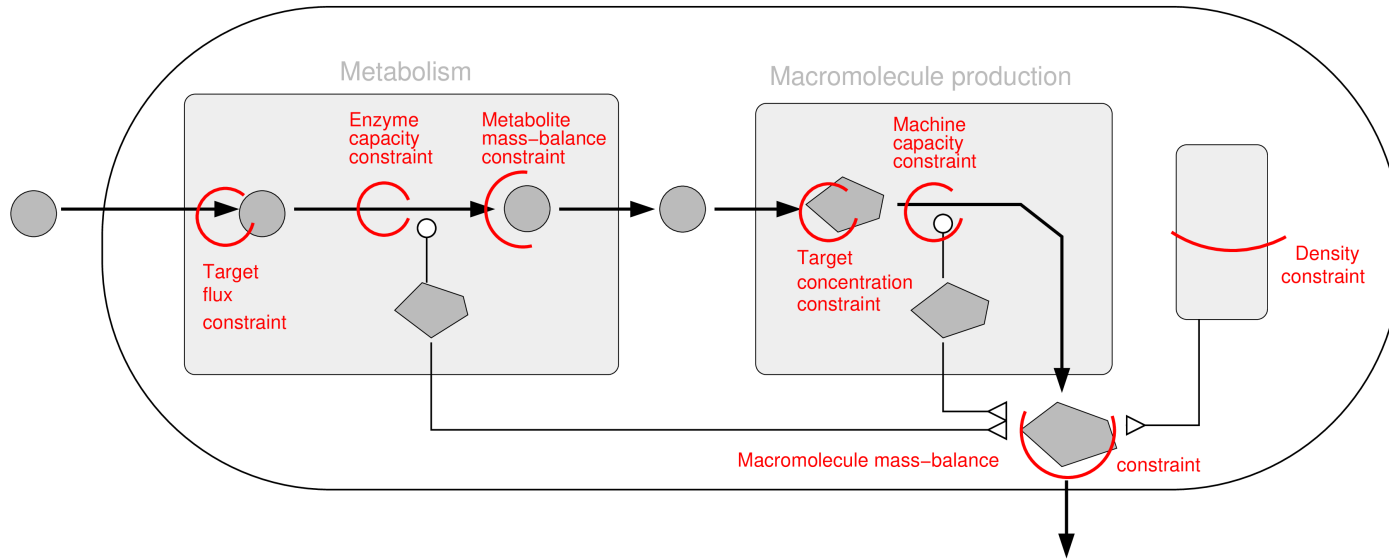 Metabolism
Macromolecule production
Enzyme
capacity
constraint
Metabolite
mass−balance
constraint
Machine
capacity
constraint
Target
flux
constraint
Target
concentration
constraint
Density
constraint
Macromolecule mass−balance constraint